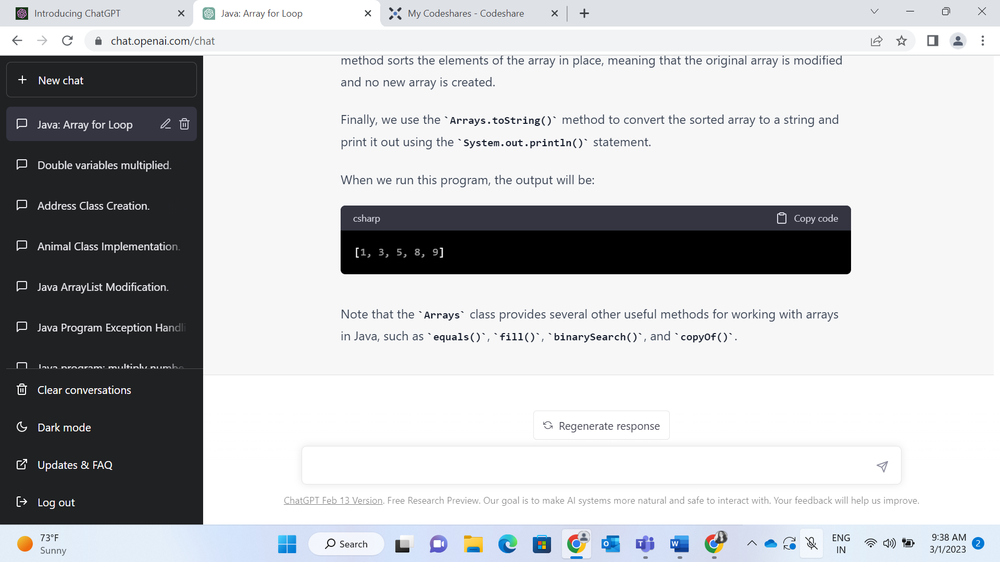 Introducing ChatGPT
Java: Array for Loop
My Codeshares - Codeshare
chat.openai.com/chat
New chat
Java: Array for Loop
Double variables multiplied.
Address Class Creation.
Animal Class Implementation.
Java ArrayList Modification.
Java Program Exception Handli
Java program: multiply numbe
Clear conversations
Dark mode
Updates & FAQ
Log out
method sorts the elements of the array in place, meaning that the original array is modified
and no new array is created.
Finally, we use the `Arrays.toString()` method to convert the sorted array to a string and
print it out using the `System.out.println()` statement.
When we run this program, the output will be:
csharp
Copy code
[1, 3, 5, 8, 9]
Note that the `Arrays` class provides several other useful methods for working with arrays
in Java, such as `equals()`, `fill()`, `binarySearch()`, and `copyOf()`.
Regenerate response
ChatGPT Feb 13 Version. Free Research Preview. Our goal is to make AI systems more natural and safe to interact with. Your feedback will help us improve.
73°F
Sunny
Search
ENG
IN
9:38 AM
3/1/2023
2